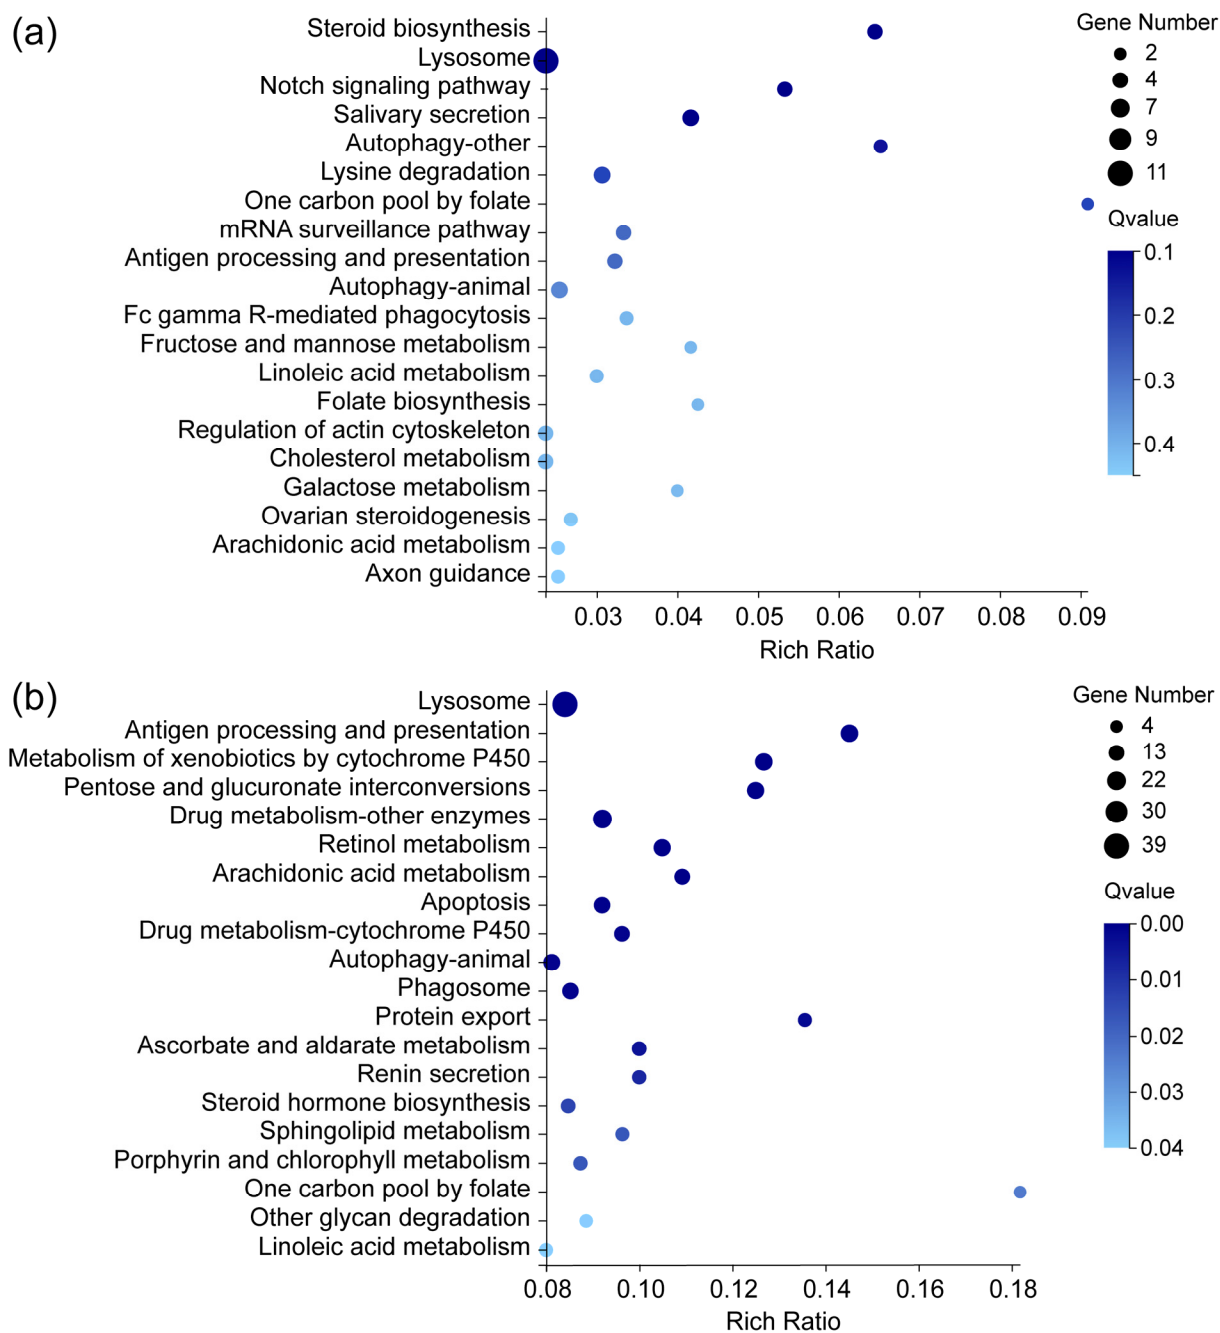 (a)
Steroid biosynthesis
Lysosome
Notch signaling pathway
Salivary secretion
Autophagy-other
Lysine degradation
One carbon pool by folate
mRNA surveillance pathway
Antigen processing and presentation
Autophagy-animal
Fc gamma R-mediated phagocytosis
Fructose and mannose metabolism
Linoleic acid metabolism
Folate biosynthesis
Regulation of actin cytoskeleton
Cholesterol metabolism
Galactose metabolism
Ovarian steroidogenesis
Arachidonic acid metabolism
Axon guidance
0.03 0.04 0.05 0.06 0.07 0.08 0.09
Rich Ratio
Gene Number
2
4
7
9
11
Qvalue
0.1
0.2
0.3
0.4
(b)
Lysosome
Antigen processing and presentation
Metabolism of xenobiotics by cytochrome P450
Pentose and glucuronate interconversions
Drug metabolism-other enzymes
Retinol metabolism
Arachidonic acid metabolism
Apoptosis
Drug metabolism-cytochrome P450
Autophagy-animal
Phagosome
Protein export
Ascorbate and aldarate metabolism
Renin secretion
Steroid hormone biosynthesis
Sphingolipid metabolism
Porphyrin and chlorophyll metabolism
One carbon pool by folate
Other glycan degradation
Linoleic acid metabolism
0.08 0.10 0.12 0.14 0.16 0.18
Rich Ratio
Gene Number
4
13
22
30
39
Qvalue
0.00
0.01
0.02
0.03
0.04